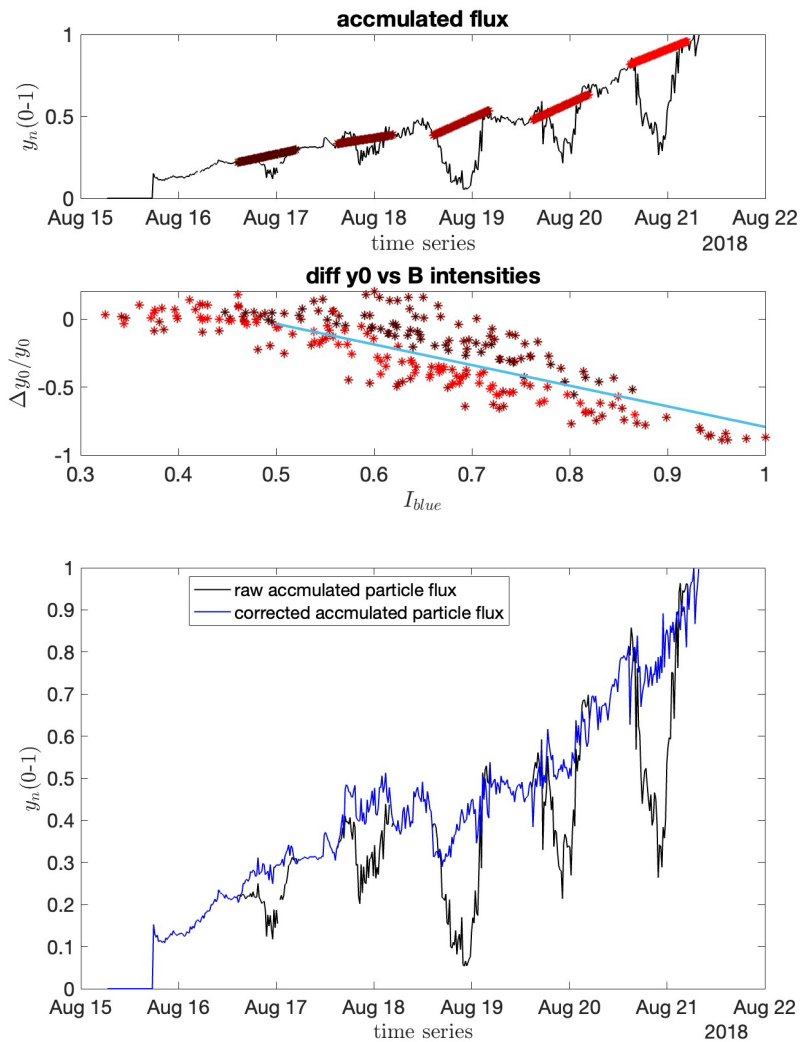 accmulated flux
1
0.5
0
yₙ(0-1)
Aug 15 Aug 16 Aug 17 Aug 18 Aug 19 Aug 20 Aug 21 Aug 22
time series 2018
diff y0 vs B intensities
0
-0.5
-1
Δy₀/y₀
0.3 0.4 0.5 0.6 0.7 0.8 0.9 1
I_blue
1
0.9
0.8
0.7
0.6
0.5
0.4
0.3
0.2
0.1
0
yₙ(0-1)
raw accmulated particle flux
corrected accmulated particle flux
Aug 15 Aug 16 Aug 17 Aug 18 Aug 19 Aug 20 Aug 21 Aug 22
time series 2018